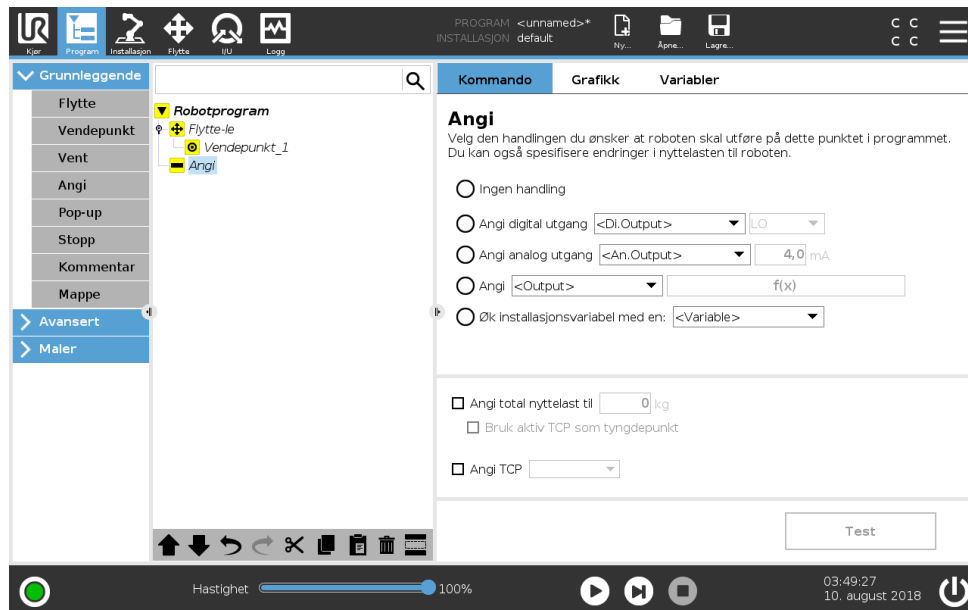 PROGRAM <unnamed>*
INSTALLASJON default
C C
C C
Kjør Program Installasjon Flytte I/U Logg Ny... Åpne... Lagre...
Grunnleggende
Flytte
Vendepunkt
Vent
Angi
Pop-up
Stopp
Kommentar
Mappe
Avansert
Maler
Robotprogram
Flytte-le
Vendepunkt_1
Angi
Kommando Grafikk Variabler
Angi
Velg den handlingen du ønsker at roboten skal utføre på dette punktet i programmet.
Du kan også spesifisere endringer i nyttelasten til roboten.
Ingen handling
Angi digital utgang <Di.Output> LO
Angi analog utgang <An.Output> 4,0 mA
Angi <Output> f(x)
Øk installasjonsvariabel med en: <Variable>
Angi total nyttelast til 0 kg
Bruk aktiv TCP som tyngdepunkt
Angi TCP
Test
Hastighet 100%
03:49:27
10. august 2018